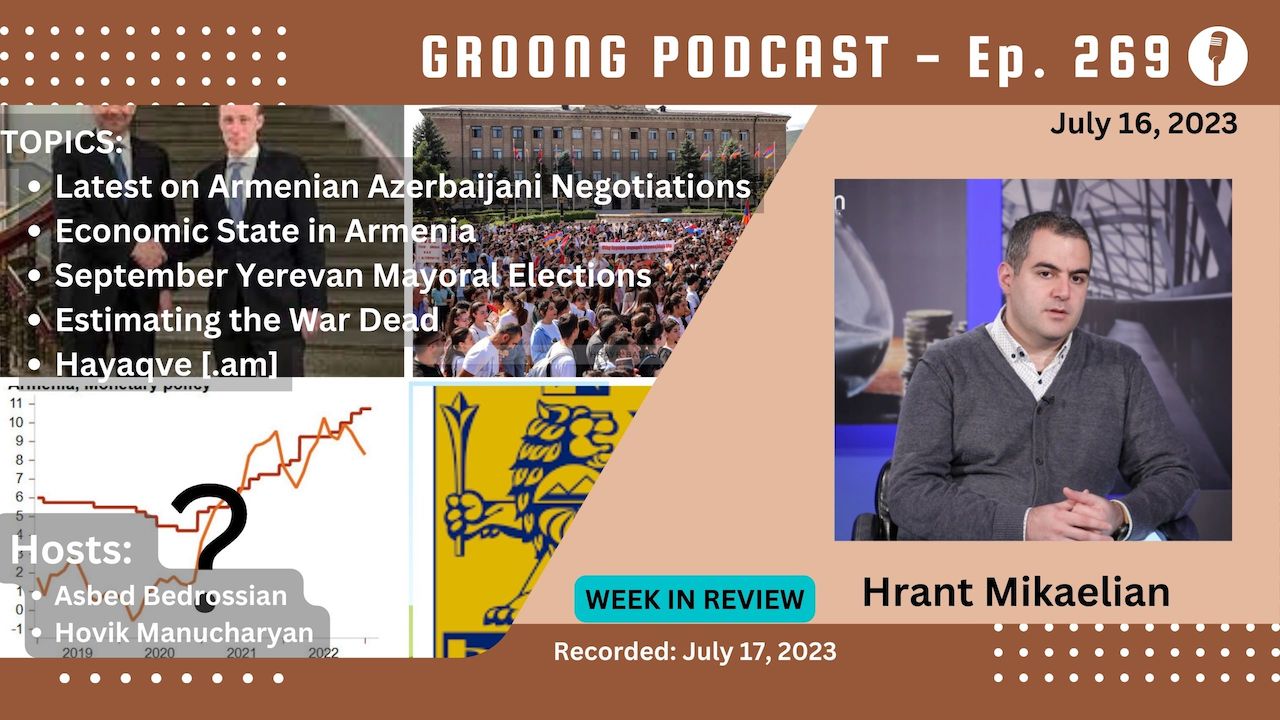 GROONG PODCAST - Ep. 269
July 16, 2023
TOPICS:
• Latest on Armenian Azerbaijani Negotiations
• Economic State in Armenia
• September Yerevan Mayoral Elections
• Estimating the War Dead
• Hayaqve [.am]
Armenia, Monetary policy
11
10
9
8
7
6
5
4
2
1
0
-1
?
2019 2020 2021 2022
Hosts:
• Asbed Bedrossian
• Hovik Manucharyan
WEEK IN REVIEW
Hrant Mikaelian
Recorded: July 17, 2023